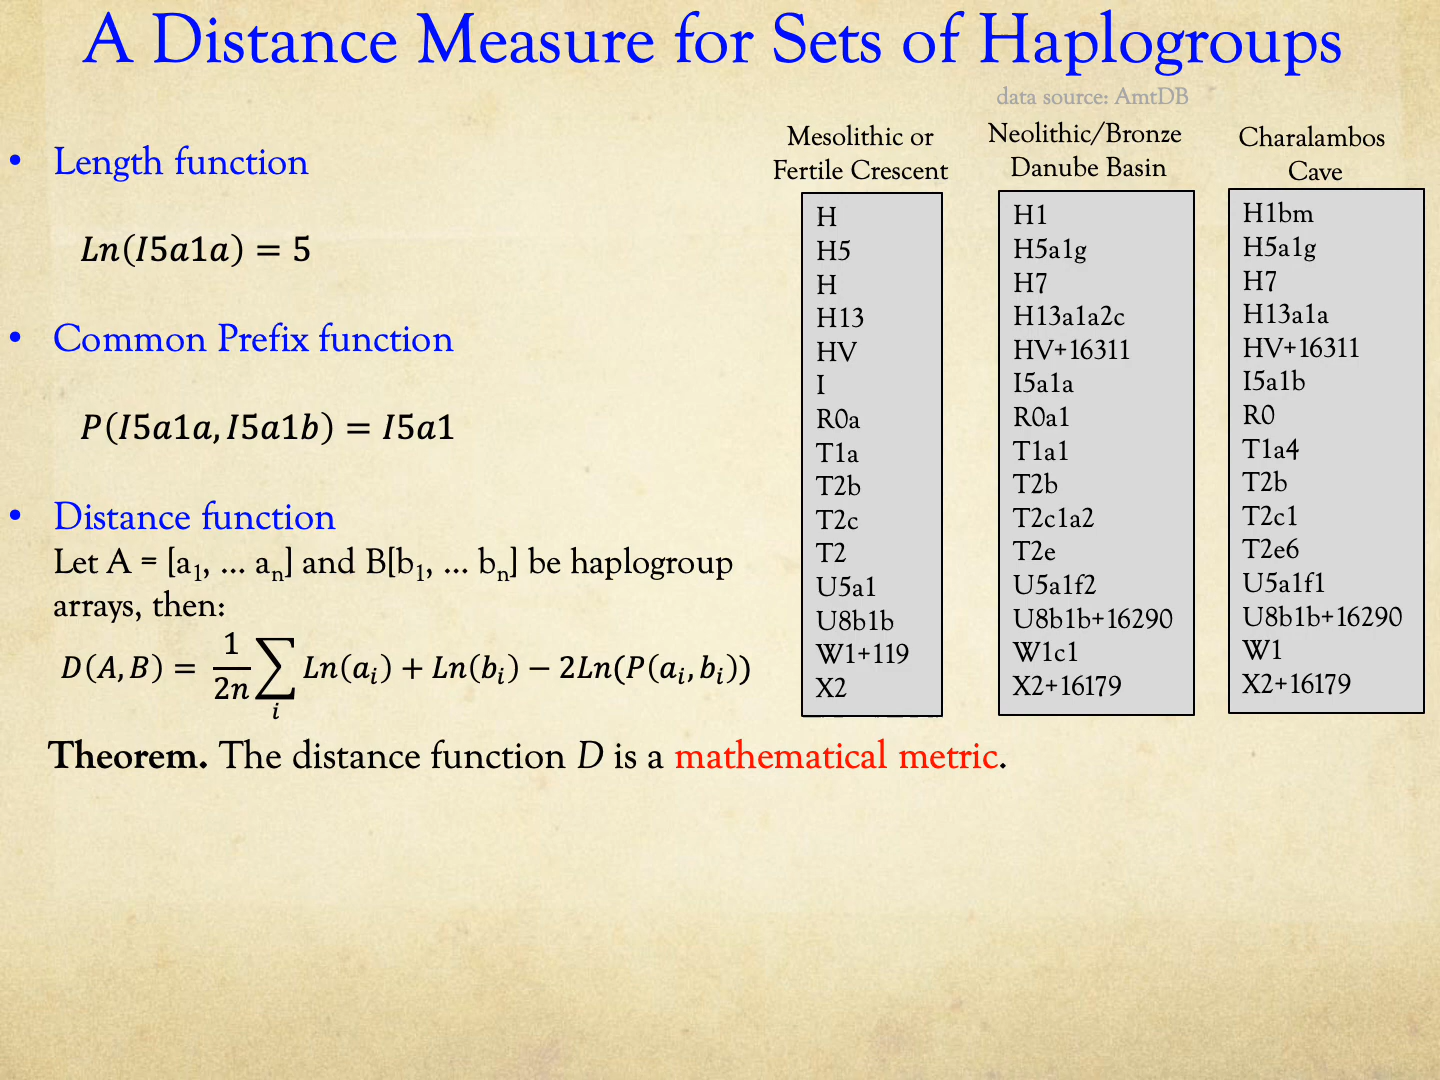 A Distance Measure for Sets of Haplogroups
data source: AmtDB
• Length function
Ln(I5a1a) = 5
• Common Prefix function
P(I5a1a, I5a1b) = I5a1
• Distance function
Let A = [a1, ... an] and B[b1, ... bn] be haplogroup
arrays, then:
D(A, B) = 1/2n ∑i Ln(ai) + Ln(bi) − 2Ln(P(ai, bi))
Theorem. The distance function D is a mathematical metric.
Mesolithic or
Fertile Crescent
H
H5
H
H13
HV
I
R0a
T1a
T2b
T2c
T2
U5a1
U8b1b
W1+119
X2
Neolithic/Bronze
Danube Basin
H1
H5a1g
H7
H13a1a2c
HV+16311
I5a1a
R0a1
T1a1
T2b
T2c1a2
T2e
U5a1f2
U8b1b+16290
W1c1
X2+16179
Charalambos
Cave
H1bm
H5a1g
H7
H13a1a
HV+16311
I5a1b
R0
T1a4
T2b
T2c1
T2e6
U5a1f1
U8b1b+16290
W1
X2+16179